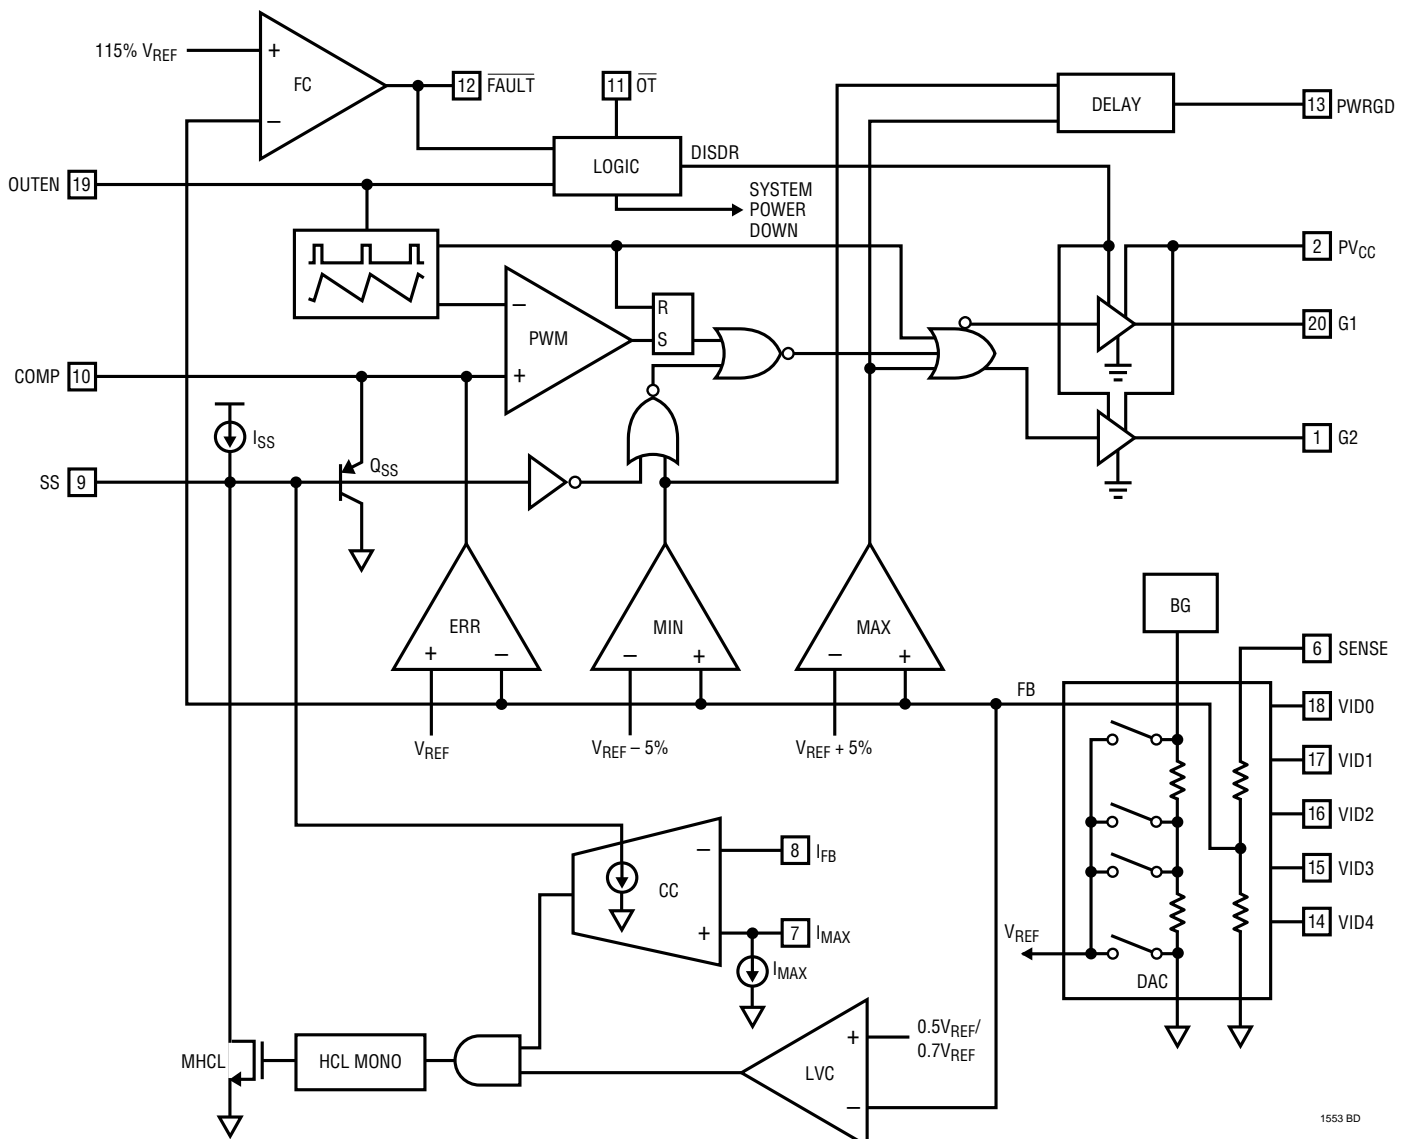 115% VREF
+
FC
–
12 FAULT
11 OT
LOGIC
DISDR
SYSTEM
POWER
DOWN
DELAY
13 PWRGD
OUTEN 19
–
PWM
+
R
S
2 PVCC
20 G1
1 G2
COMP 10
ISS
SS 9
QSS
ERR
+ –
MIN
– +
MAX
– +
VREF
VREF – 5%
VREF + 5%
FB
BG
6 SENSE
18 VID0
17 VID1
16 VID2
15 VID3
14 VID4
VREF
DAC
–
CC
+
8 IFB
7 IMAX
IMAX
MHCL
HCL MONO
+
LVC
–
0.5VREF/
0.7VREF
1553 BD